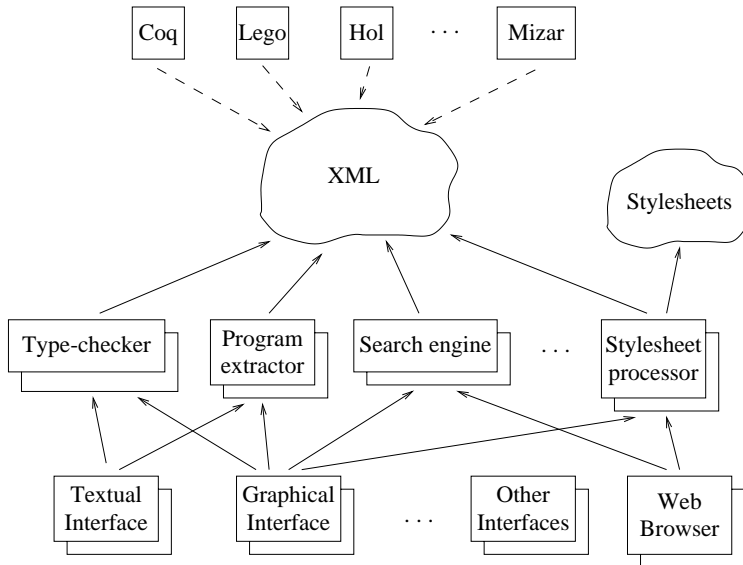 Coq
Lego
Hol
. . .
Mizar
XML
Stylesheets
Type-checker
Program
extractor
Search engine
. . .
Stylesheet
processor
Textual
Interface
Graphical
Interface
. . .
Other
Interfaces
Web
Browser